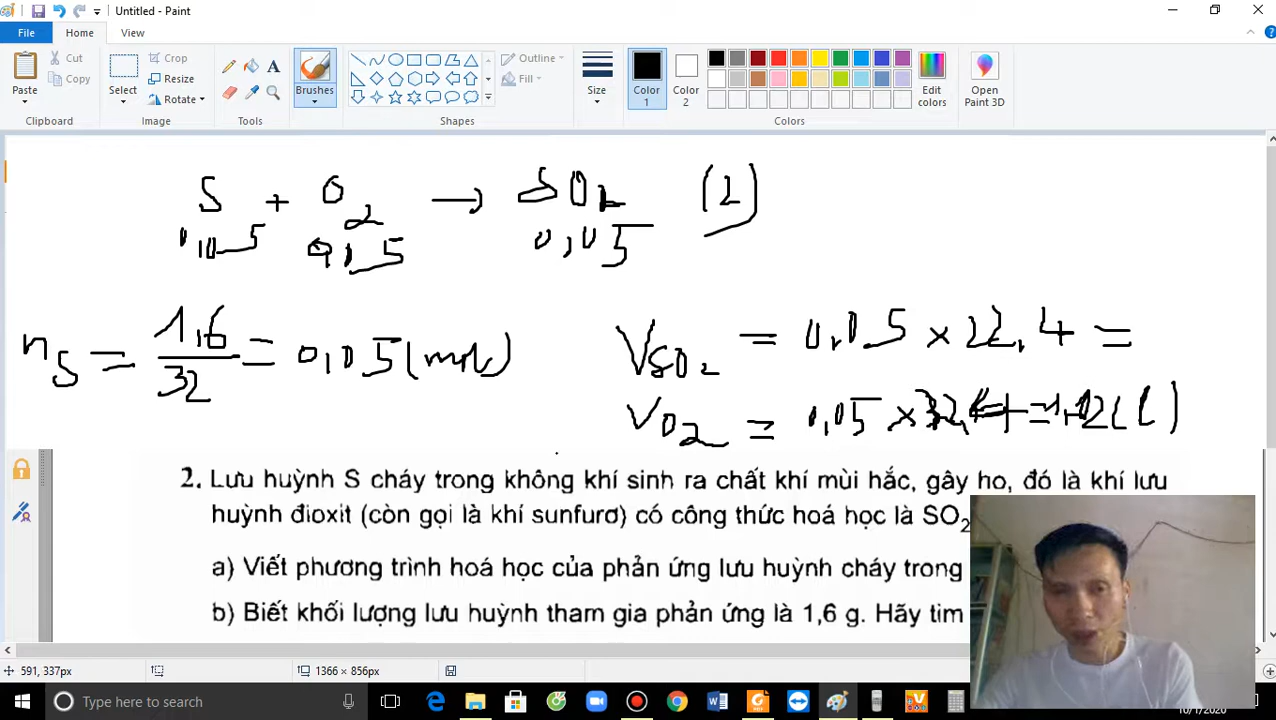 Untitled - Paint
File Home View
Paste Cut Copy Select Crop Resize Rotate Brushes Outline Fill Size Color 1 Color 2 Edit colors Open Paint 3D
Clipboard Image Tools Shapes Colors
S + O2 → SO2 (1)
0,05 0,05 0,05
nS = 1,6/32 = 0,05 (mol)
VSO2 = 0,05 × 22,4 =
VO2 = 0,05 × 22,4 = 1,12 (l)
2. Lưu huỳnh S cháy trong không khí sinh ra chất khí mùi hắc, gây ho, đó là khí lưu
huỳnh đioxit (còn gọi là khí sunfurơ) có công thức hoá học là SO2
a) Viết phương trình hoá học của phản ứng lưu huỳnh cháy trong
b) Biết khối lượng lưu huỳnh tham gia phản ứng là 1,6 g. Hãy tìm
591, 337px 1366 × 856px 100%
Type here to search
10/1/2020